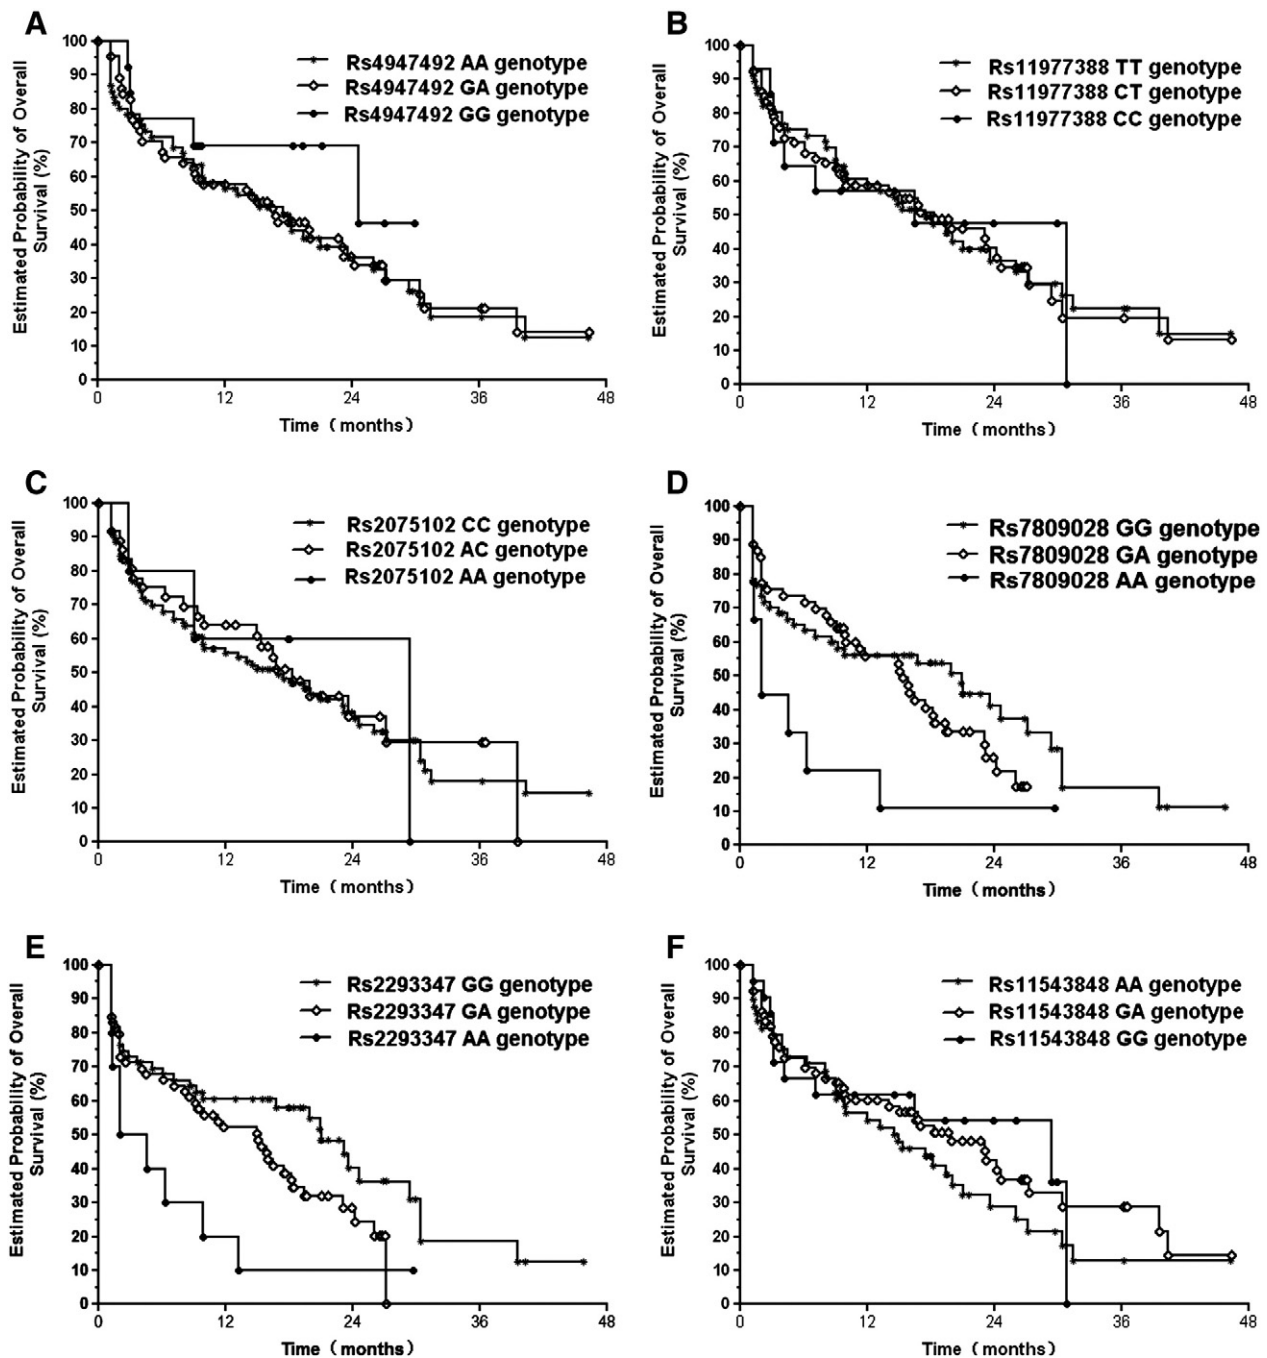 A
Estimated Probability of Overall
Survival (%)
100
90
80
70
60
50
40
30
20
10
0
Rs4947492 AA genotype
Rs4947492 GA genotype
Rs4947492 GG genotype
0 12 24 36 48
Time (months)
B
Estimated Probability of Overall
Survival (%)
100
90
80
70
60
50
40
30
20
10
0
Rs11977388 TT genotype
Rs11977388 CT genotype
Rs11977388 CC genotype
0 12 24 36 48
Time (months)
C
Estimated Probability of Overall
Survival (%)
100
90
80
70
60
50
40
30
20
10
0
Rs2075102 CC genotype
Rs2075102 AC genotype
Rs2075102 AA genotype
0 12 24 36 48
Time (months)
D
Estimated Probability of Overall
Survival (%)
100
90
80
70
60
50
40
30
20
10
0
Rs7809028 GG genotype
Rs7809028 GA genotype
Rs7809028 AA genotype
0 12 24 36 48
Time (months)
E
Estimated Probability of Overall
Survival (%)
100
90
80
70
60
50
40
30
20
10
0
Rs2293347 GG genotype
Rs2293347 GA genotype
Rs2293347 AA genotype
0 12 24 36 48
Time (months)
F
Estimated Probability of Overall
Survival (%)
100
90
80
70
60
50
40
30
20
10
0
Rs11543848 AA genotype
Rs11543848 GA genotype
Rs11543848 GG genotype
0 12 24 36 48
Time (months)